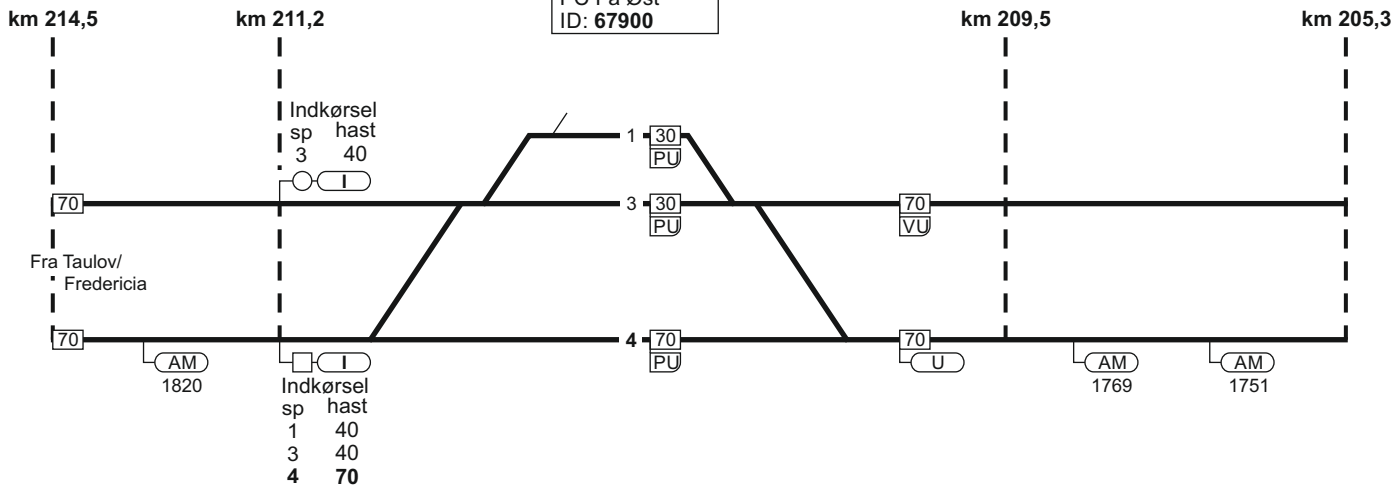 PU Fa Øst
ID: 67900
km 214,5
km 211,2
km 209,5
km 205,3
Indkørsel
sp hast
3 40
I
1 30
PU
70
3 30
PU
70
VU
Fra Taulov/
Fredericia
70
AM
1820
I
Indkørsel
sp hast
1 40
3 40
4 70
4 70
PU
70
U
AM
1769
AM
1751